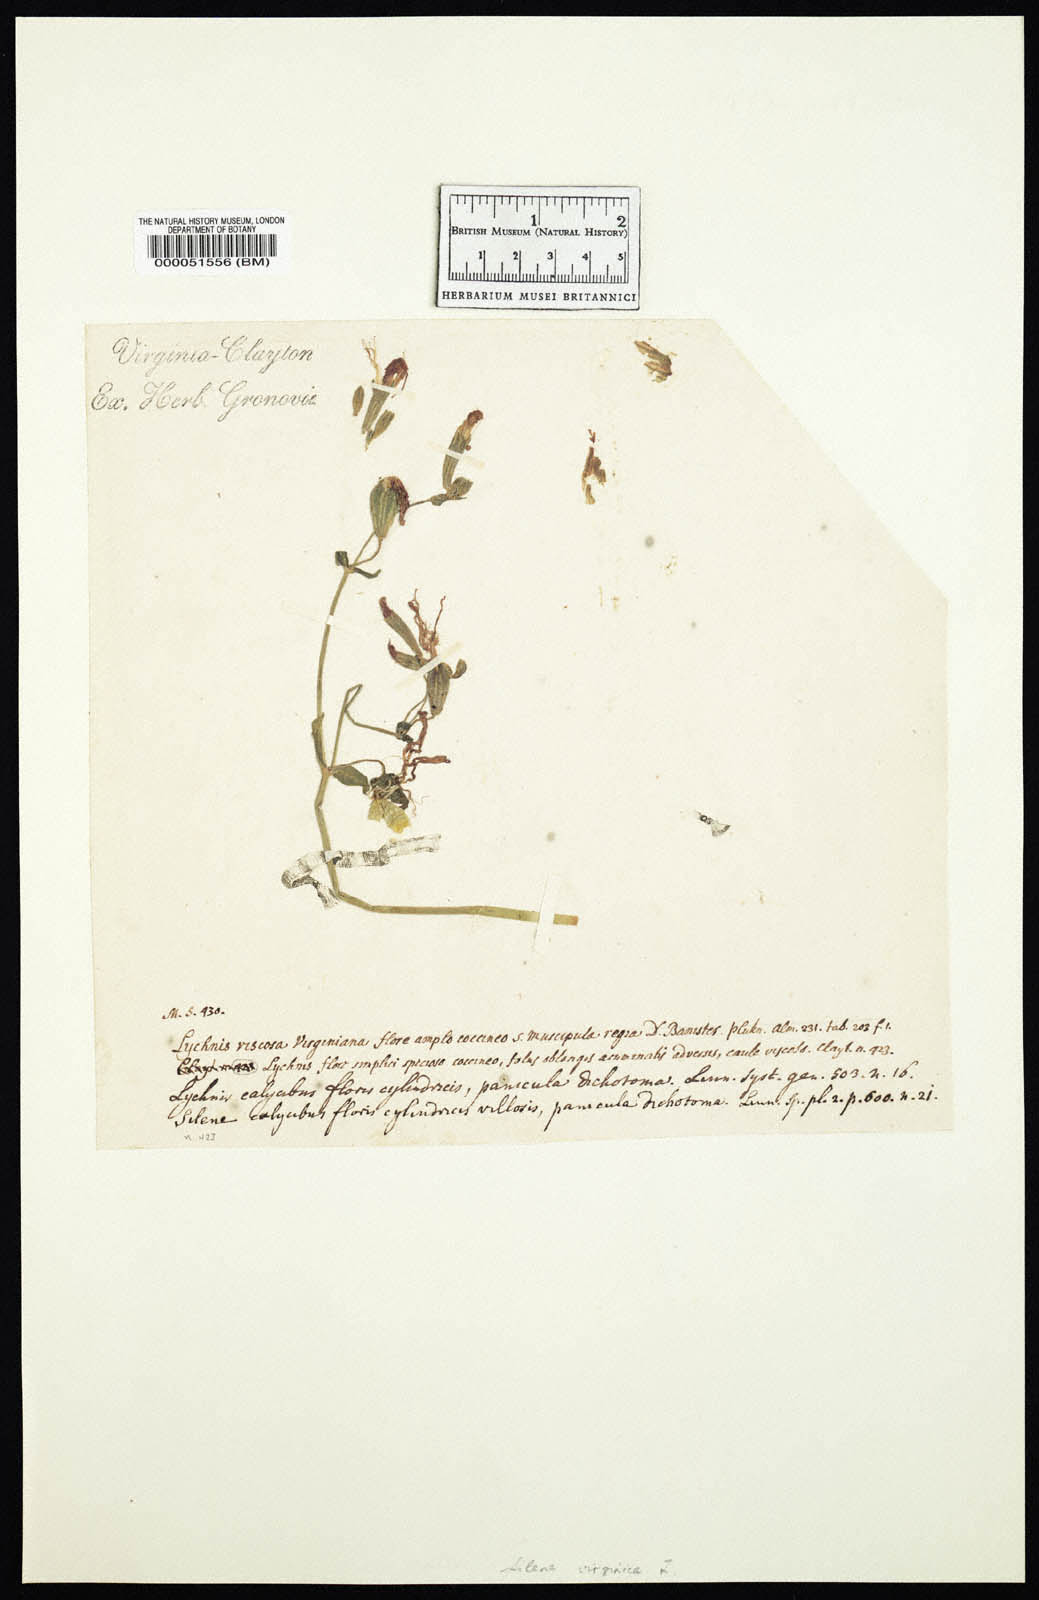 THE NATURAL HISTORY MUSEUM, LONDON
DEPARTMENT OF BOTANY
000051556 (BM)
1 2
BRITISH MUSEUM (NATURAL HISTORY)
1 2 3 4 5
HERBARIUM MUSEI BRITANNICI
Virginia-Clayton
Ex. Herb. Gronovii
M. S. 430.
Lychnis viscosa Virginiana flore amplo coccineo s. Muscipula regia D. Banister. Plukn. Alm. 231. tab. 203 f. 1.
Lychnis flore simplici specioso coccineo, foliis oblongis acuminatis adversis, caule viscoso. Clayt. n. 423.
Lychnis calycibus floris cylindricis, panicula dichotoma. Linn. Syst. gen. 503. n. 16.
Silene calycibus floris cylindricis villosis, panicula dichotoma. Linn. Sp. pl. 2. p. 600. n. 21.
n. 423
Silene virginica L.